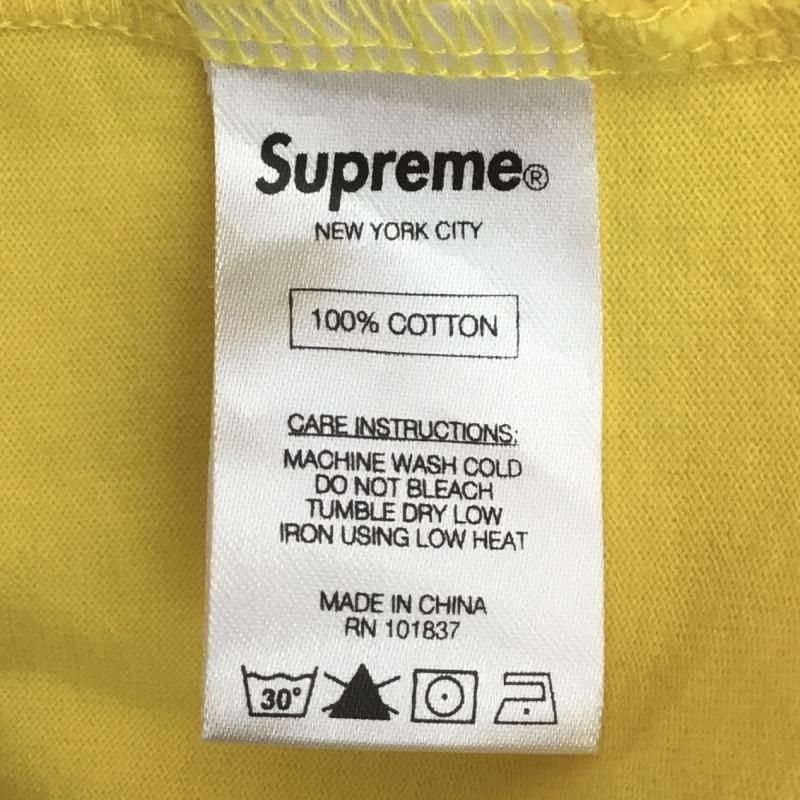 Supreme®
NEW YORK CITY
100% COTTON
CARE INSTRUCTIONS:
MACHINE WASH COLD
DO NOT BLEACH
TUMBLE DRY LOW
IRON USING LOW HEAT
MADE IN CHINA
RN 101837
30°